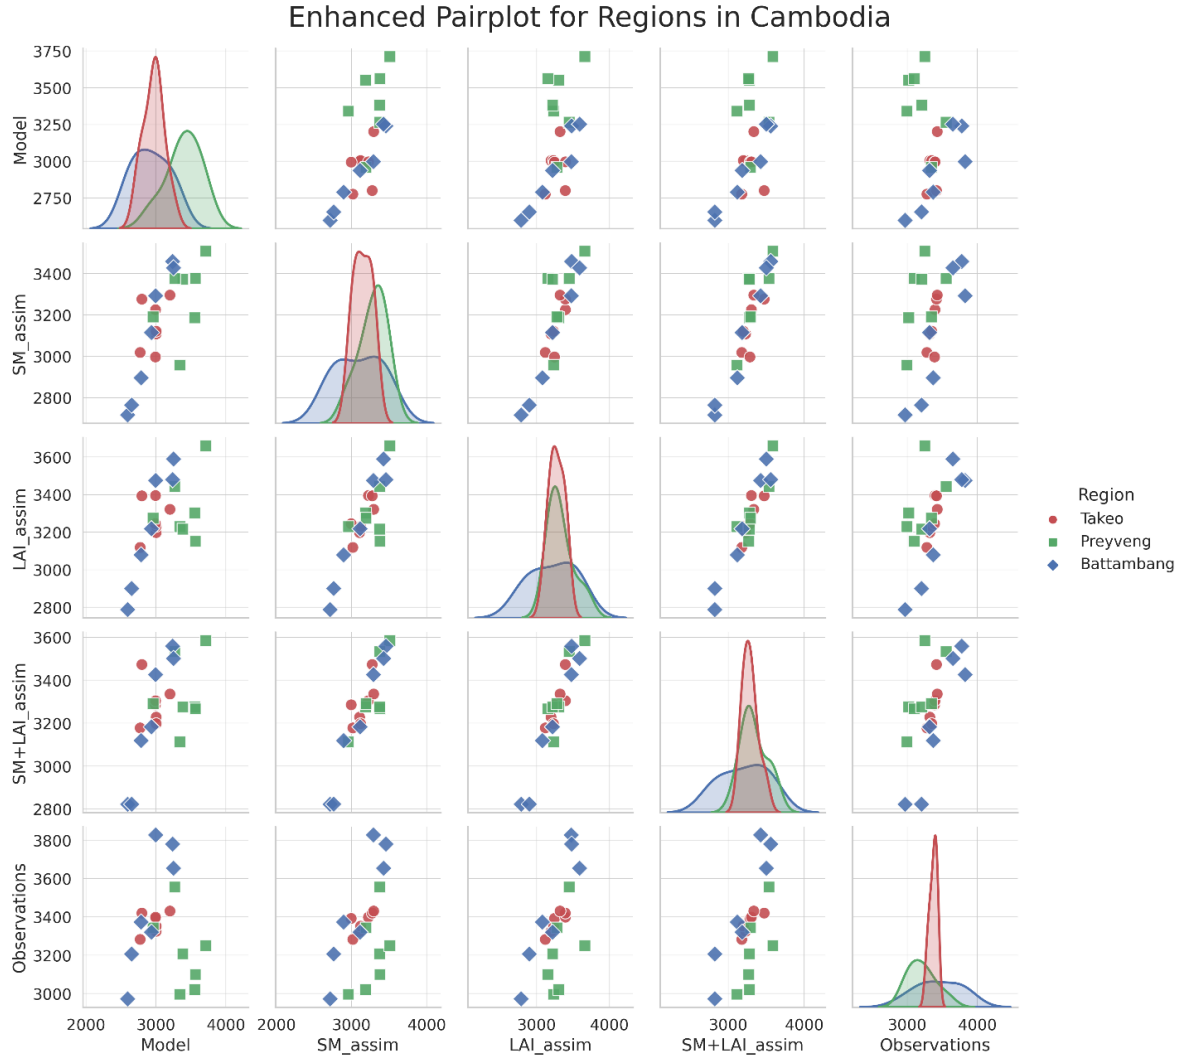 Enhanced Pairplot for Regions in Cambodia
3750
3500
3250
3000
2750
Model
3400
3200
3000
2800
SM_assim
3600
3400
3200
3000
2800
LAI_assim
Region
Takeo
Preyveng
Battambang
3600
3400
3200
3000
2800
SM+LAI_assim
3800
3600
3400
3200
3000
Observations
2000 3000 4000 3000 4000 3000 4000 3000 4000 3000 4000
Model SM_assim LAI_assim SM+LAI_assim Observations